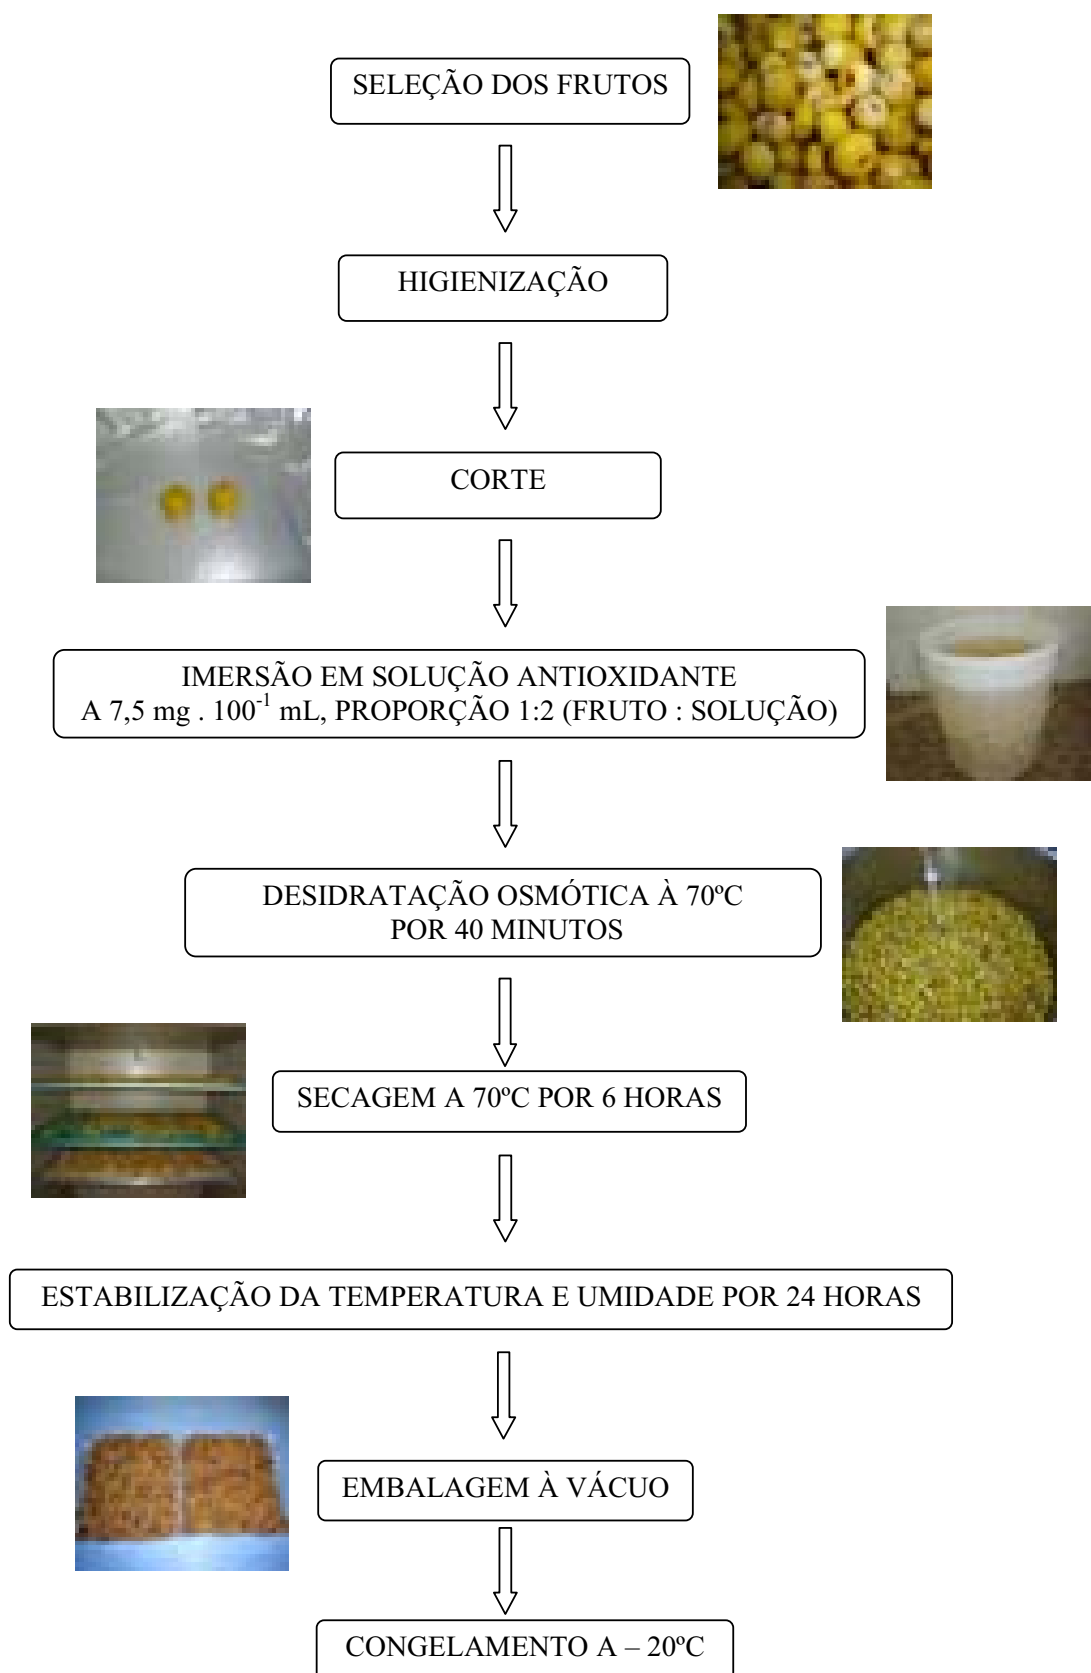 SELEÇÃO DOS FRUTOS
HIGIENIZAÇÃO
CORTE
IMERSÃO EM SOLUÇÃO ANTIOXIDANTE
A 7,5 mg . 100⁻¹ mL, PROPORÇÃO 1:2 (FRUTO : SOLUÇÃO)
DESIDRATAÇÃO OSMÓTICA À 70ºC
POR 40 MINUTOS
SECAGEM A 70ºC POR 6 HORAS
ESTABILIZAÇÃO DA TEMPERATURA E UMIDADE POR 24 HORAS
EMBALAGEM À VÁCUO
CONGELAMENTO A – 20ºC